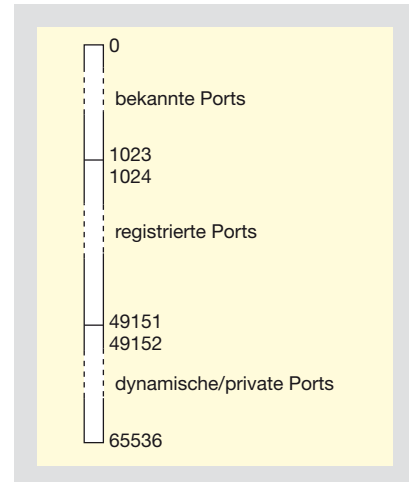 0
bekannte Ports
1023
1024
registrierte Ports
49151
49152
dynamische/private Ports
65536